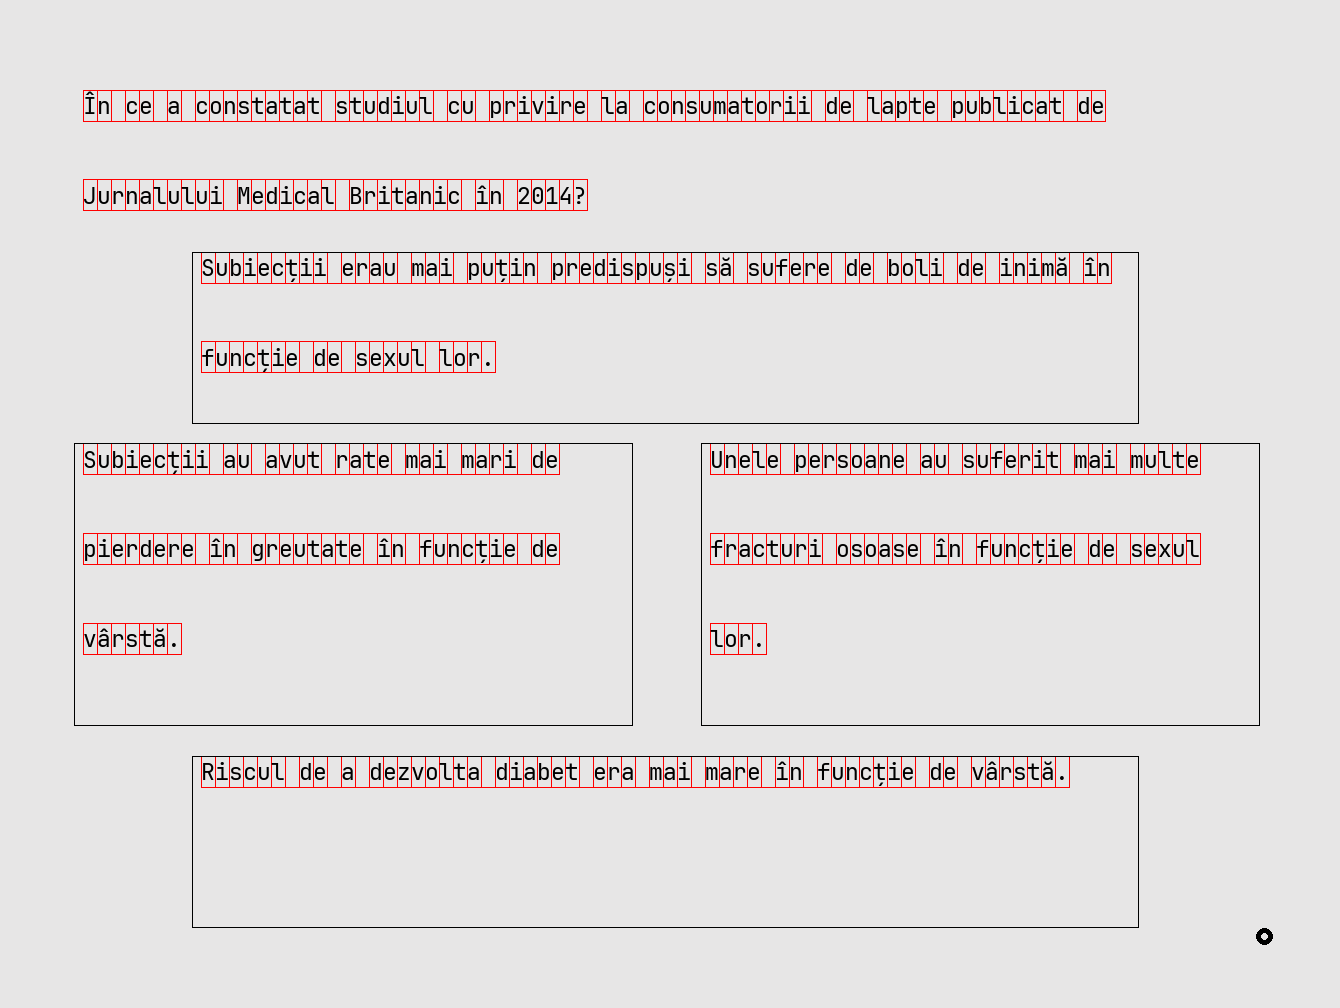 În ce a constatat studiul cu privire la consumatorii de lapte publicat de
Jurnalului Medical Britanic în 2014?
Subiecții erau mai puțin predispuși să sufere de boli de inimă în
funcție de sexul lor.
Subiecții au avut rate mai mari de
pierdere în greutate în funcție de
vârstă.
Unele persoane au suferit mai multe
fracturi osoase în funcție de sexul
lor.
Riscul de a dezvolta diabet era mai mare în funcție de vârstă.